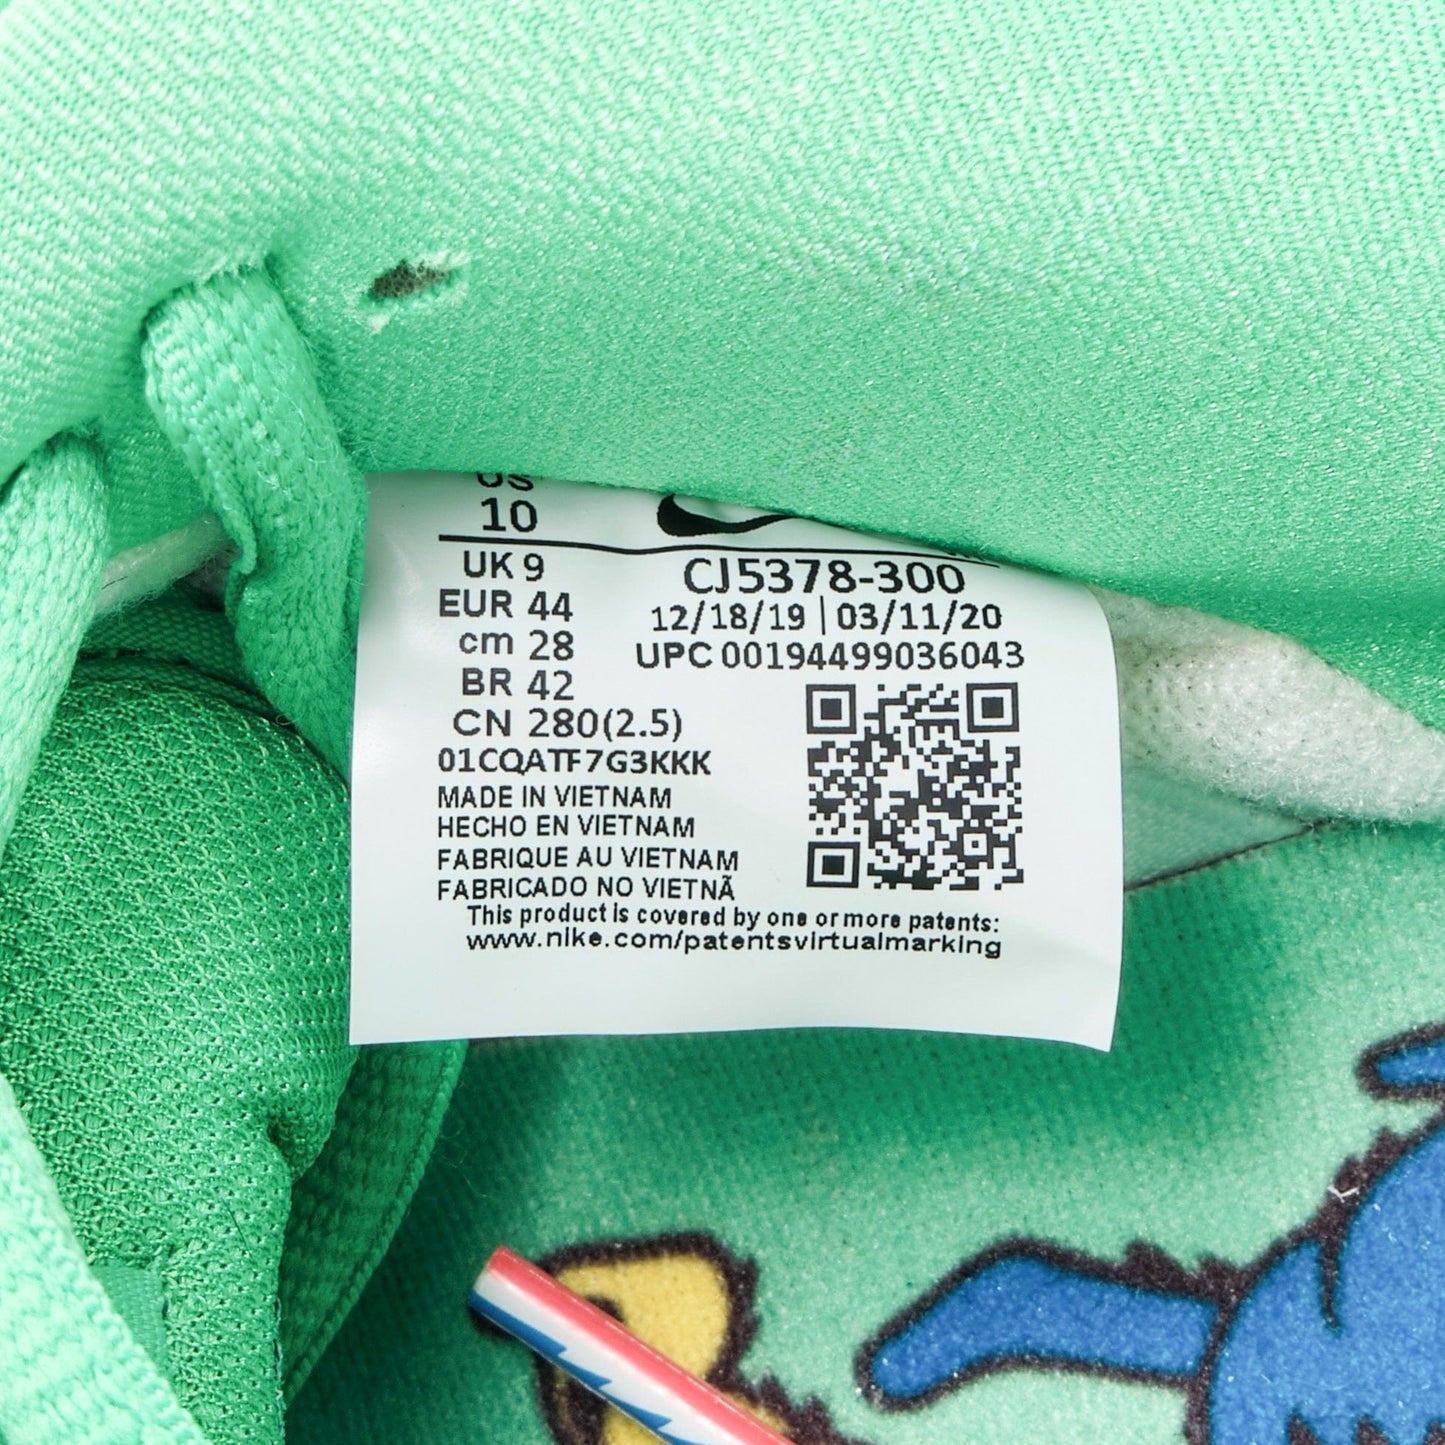 US
10
UK 9
EUR 44
cm 28
BR 42
CN 280(2.5)
01CQATF7G3KKK
MADE IN VIETNAM
HECHO EN VIETNAM
FABRIQUE AU VIETNAM
FABRICADO NO VIETNÃ
CJ5378-300
12/18/19 | 03/11/20
UPC 00194499036043
This product is covered by one or more patents:
www.nike.com/patentsvirtualmarking